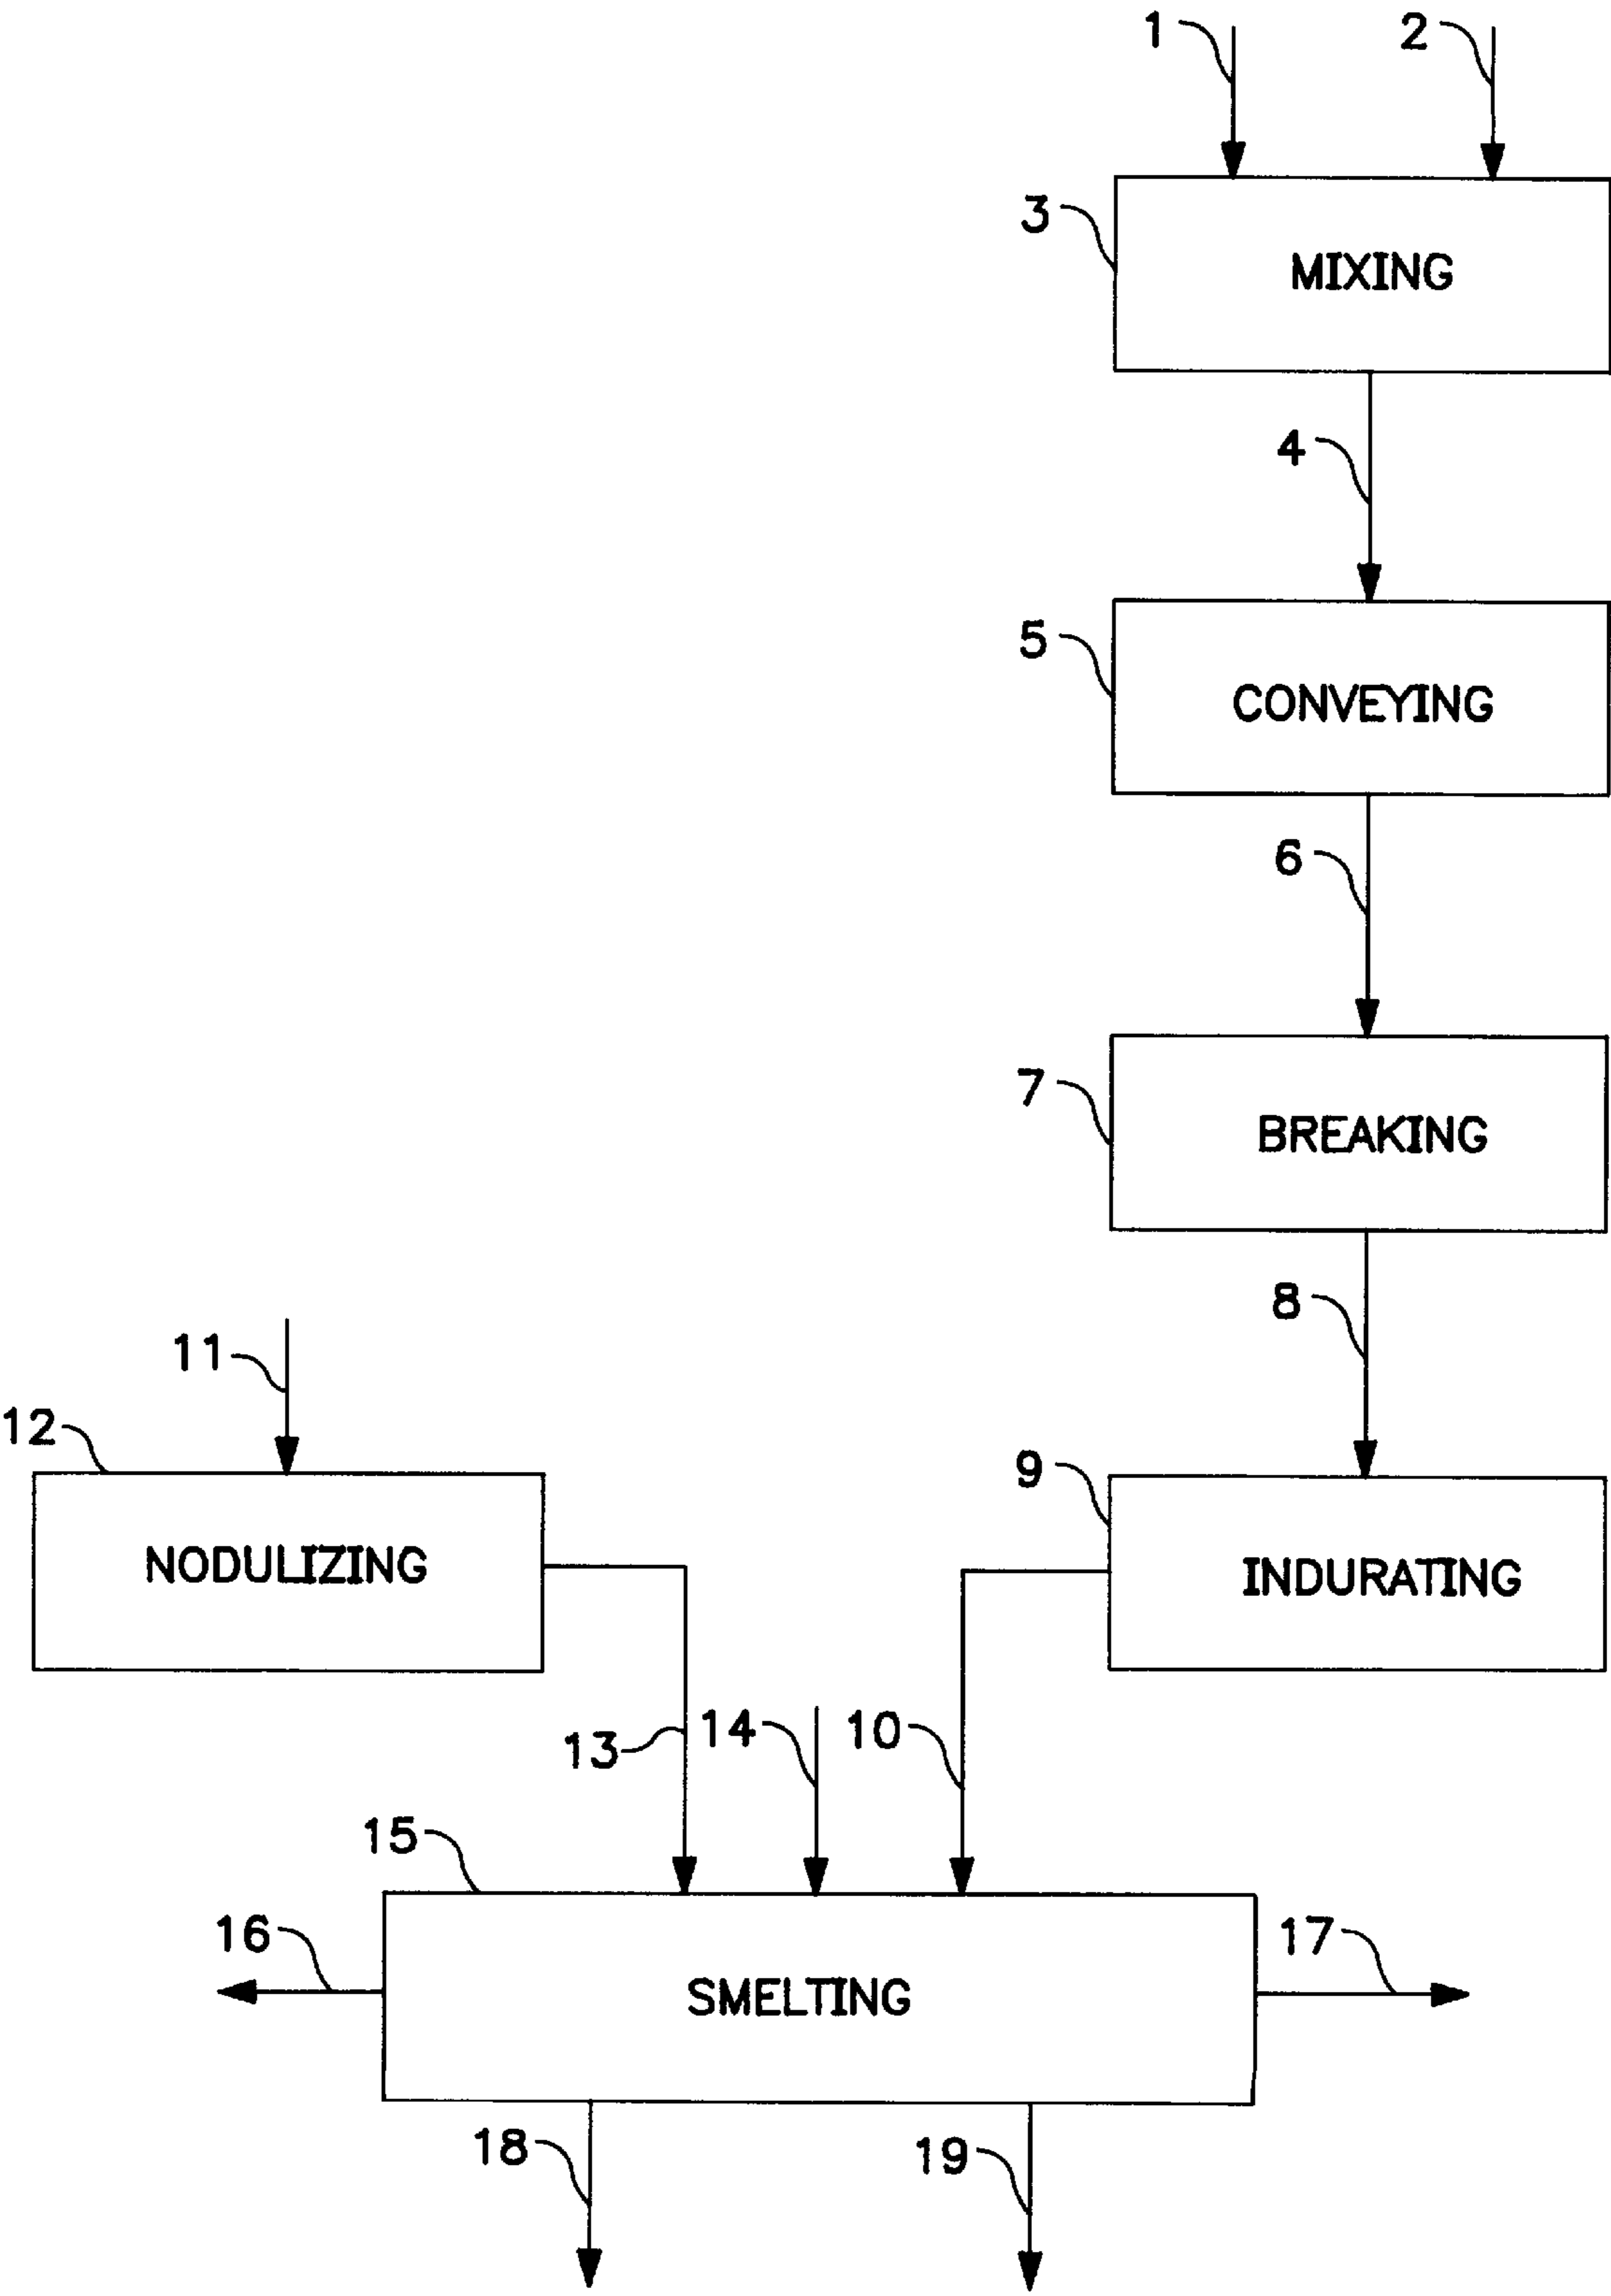 1 2
3
MIXING
4
5
CONVEYING
6
7
BREAKING
8
11
12
9
NODULIZING
INDURATING
13 14 10
15
16 17
SMELTING
18 19